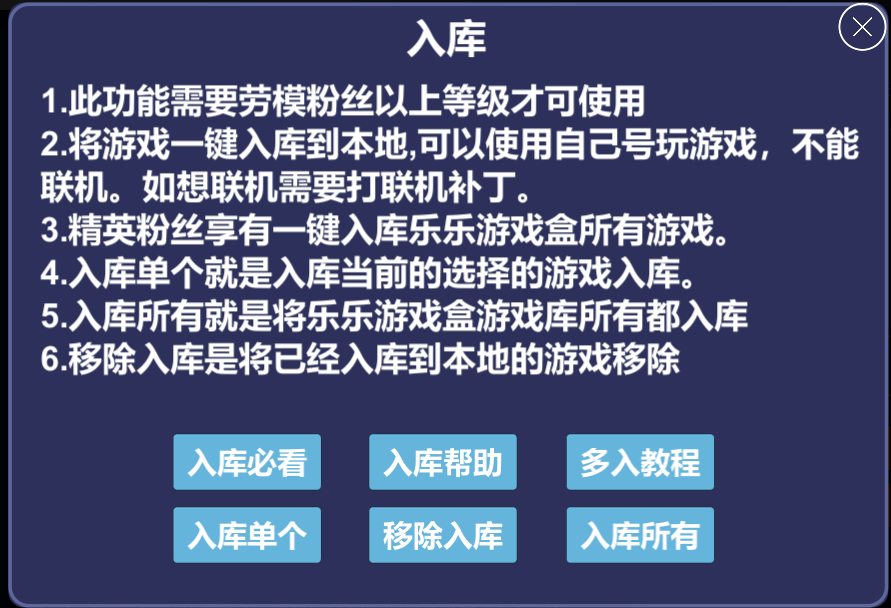 入库
1.此功能需要劳模粉丝以上等级才可使用
2.将游戏一键入库到本地,可以使用自己号玩游戏，不能
联机。如想联机需要打联机补丁。
3.精英粉丝享有一键入库乐乐游戏盒所有游戏。
4.入库单个就是入库当前的选择的游戏入库。
5.入库所有就是将乐乐游戏盒游戏库所有都入库
6.移除入库是将已经入库到本地的游戏移除
入库必看 入库帮助 多入教程
入库单个 移除入库 入库所有